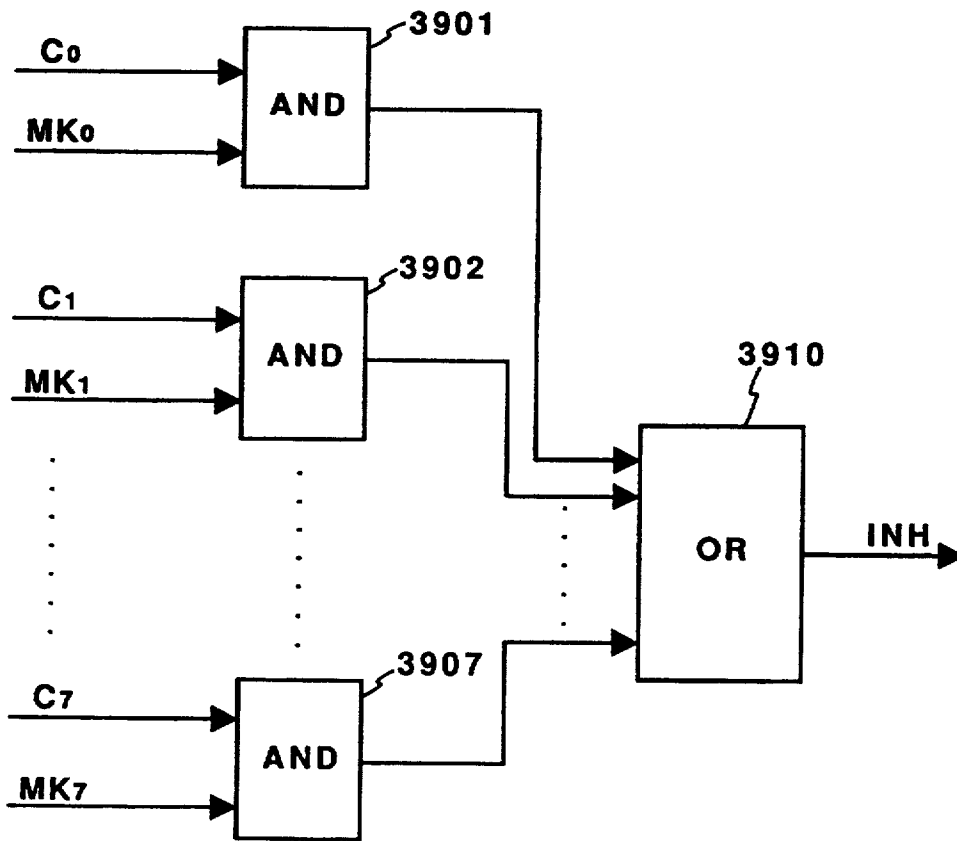 3901
C0
AND
MK0
3902
C1
AND
MK1
3910
OR
INH
3907
C7
AND
MK7